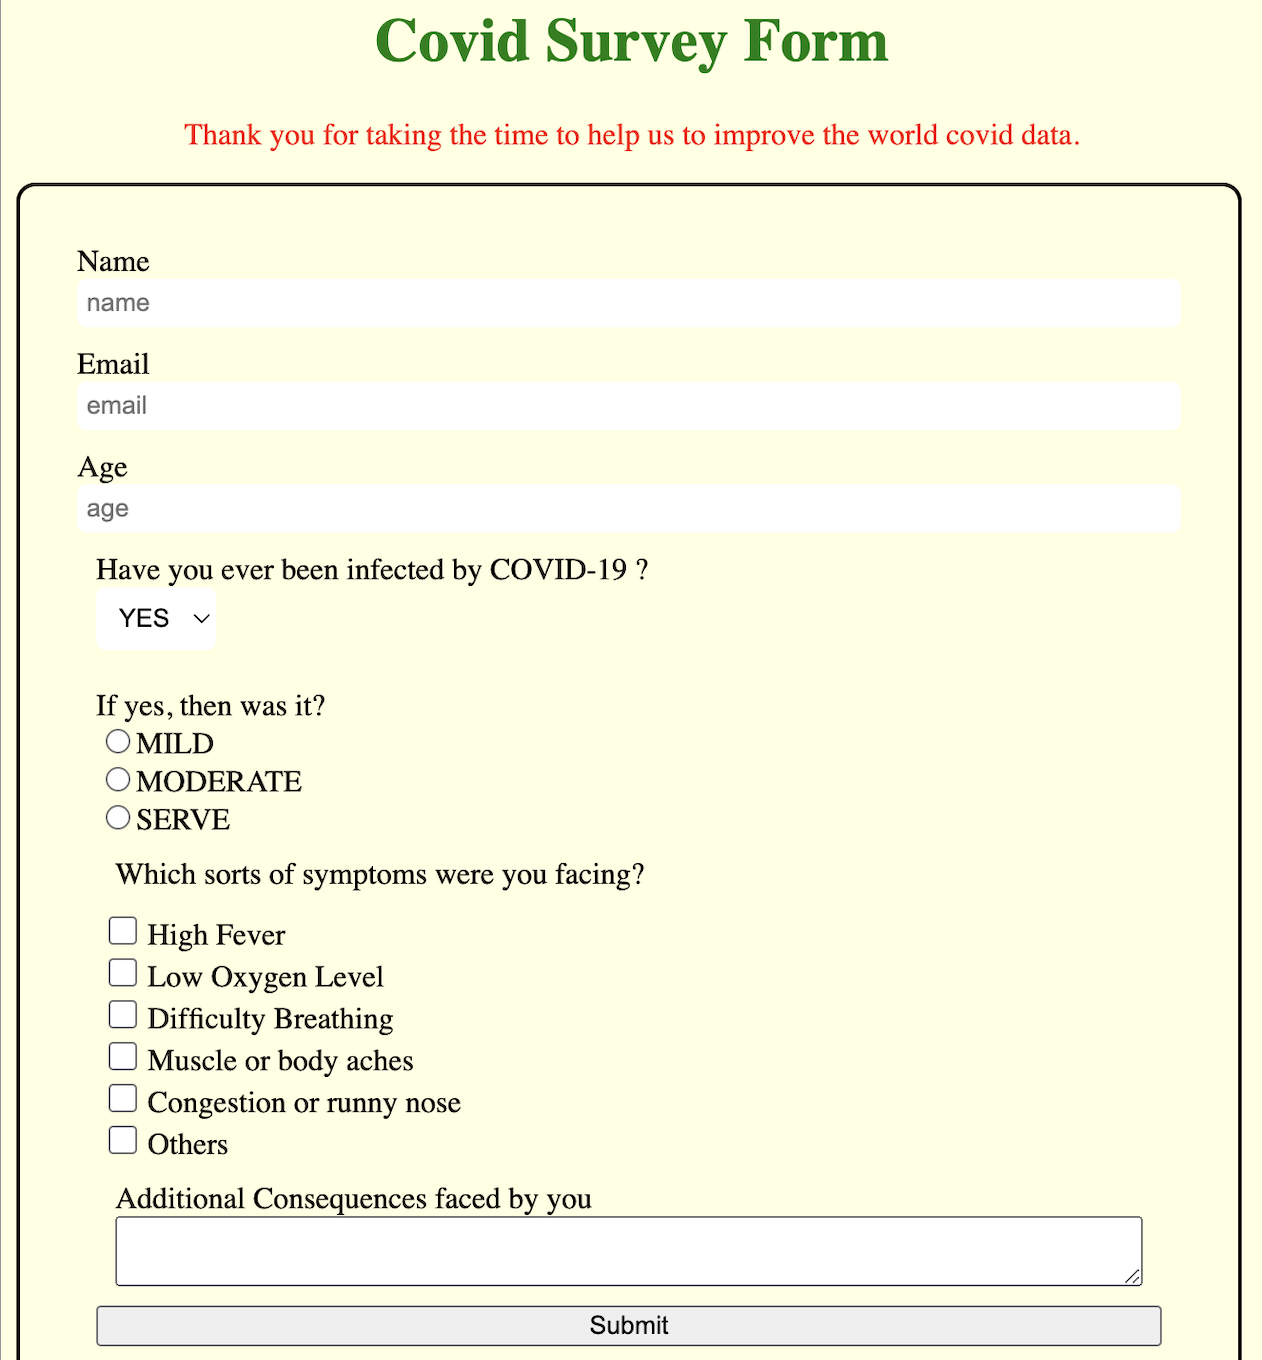 Covid Survey Form
Thank you for taking the time to help us to improve the world covid data.
Name
name
Email
email
Age
age
Have you ever been infected by COVID-19 ?
YES
If yes, then was it?
MILD
MODERATE
SERVE
Which sorts of symptoms were you facing?
High Fever
Low Oxygen Level
Difficulty Breathing
Muscle or body aches
Congestion or runny nose
Others
Additional Consequences faced by you
Submit